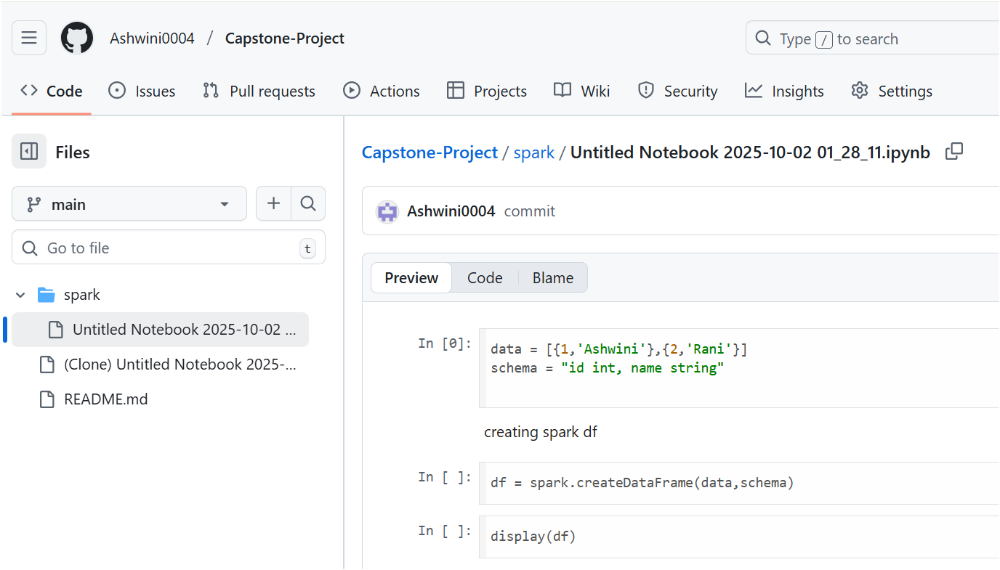 Ashwini0004 / Capstone-Project
Type / to search
Code Issues Pull requests Actions Projects Wiki Security Insights Settings
Files
main
Go to file t
spark
Untitled Notebook 2025-10-02 ...
(Clone) Untitled Notebook 2025-...
README.md
Capstone-Project / spark / Untitled Notebook 2025-10-02 01_28_11.ipynb
Ashwini0004 commit
Preview Code Blame
In [0]: data = [{1,'Ashwini'},{2,'Rani'}]
schema = "id int, name string"
creating spark df
In [ ]: df = spark.createDataFrame(data,schema)
In [ ]: display(df)